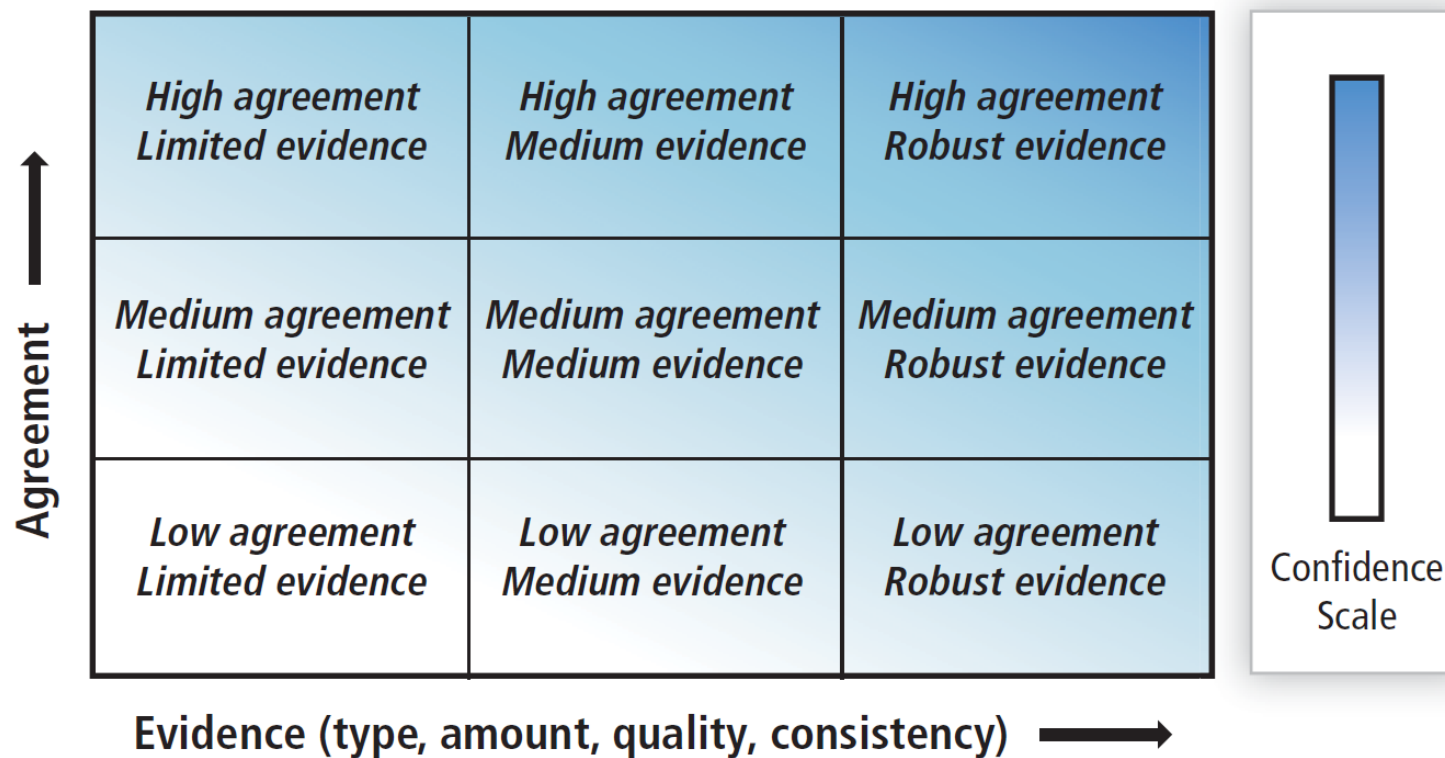 High agreement
Limited evidence
High agreement
Medium evidence
High agreement
Robust evidence
Medium agreement
Limited evidence
Medium agreement
Medium evidence
Medium agreement
Robust evidence
Low agreement
Limited evidence
Low agreement
Medium evidence
Low agreement
Robust evidence
Agreement
Evidence (type, amount, quality, consistency)
Confidence
Scale